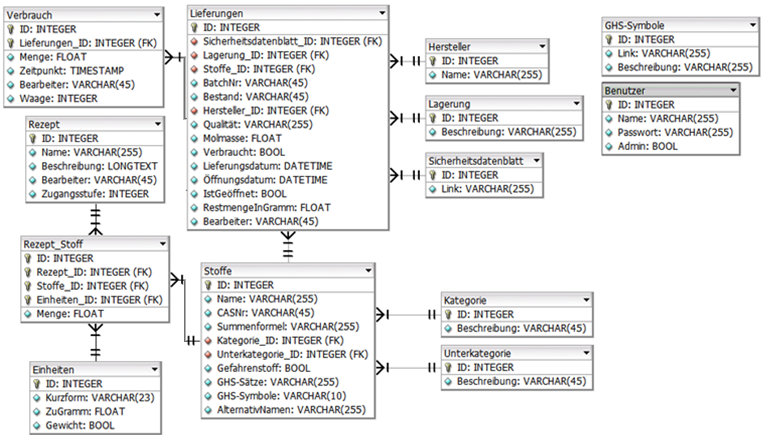 Verbrauch
ID: INTEGER
Lieferungen_ID: INTEGER (FK)
Menge: FLOAT
Zeitpunkt: TIMESTAMP
Bearbeiter: VARCHAR(45)
Waage: INTEGER
Lieferungen
ID: INTEGER
Sicherheitsdatenblatt_ID: INTEGER (FK)
Lagerung_ID: INTEGER (FK)
Stoffe_ID: INTEGER (FK)
BatchNr: VARCHAR(45)
Bestand: VARCHAR(45)
Hersteller_ID: INTEGER (FK)
Qualität: VARCHAR(255)
Molmasse: FLOAT
Verbraucht: BOOL
Lieferungsdatum: DATETIME
Öffnungsdatum: DATETIME
IstGeöffnet: BOOL
RestmengeInGramm: FLOAT
Bearbeiter: VARCHAR(45)
Hersteller
ID: INTEGER
Name: VARCHAR(255)
Lagerung
ID: INTEGER
Beschreibung: VARCHAR(255)
Sicherheitsdatenblatt
ID: INTEGER
Link: VARCHAR(255)
GHS-Symbole
ID: INTEGER
Link: VARCHAR(255)
Beschreibung: VARCHAR(255)
Benutzer
ID: INTEGER
Name: VARCHAR(255)
Passwort: VARCHAR(255)
Admin: BOOL
Rezept
ID: INTEGER
Name: VARCHAR(255)
Beschreibung: LONGTEXT
Bearbeiter: VARCHAR(45)
Zugangsstufe: INTEGER
Rezept_Stoff
ID: INTEGER
Rezept_ID: INTEGER (FK)
Stoffe_ID: INTEGER (FK)
Einheiten_ID: INTEGER (FK)
Menge: FLOAT
Einheiten
ID: INTEGER
Kurzform: VARCHAR(23)
ZuGramm: FLOAT
Gewicht: BOOL
Stoffe
ID: INTEGER
Name: VARCHAR(255)
CASNr: VARCHAR(45)
Summenformel: VARCHAR(255)
Kategorie_ID: INTEGER (FK)
Unterkategorie_ID: INTEGER (FK)
Gefahrenstoff: BOOL
GHS-Sätze: VARCHAR(255)
GHS-Symbole: VARCHAR(10)
AlternativNamen: VARCHAR(255)
Kategorie
ID: INTEGER
Beschreibung: VARCHAR(45)
Unterkategorie
ID: INTEGER
Beschreibung: VARCHAR(45)